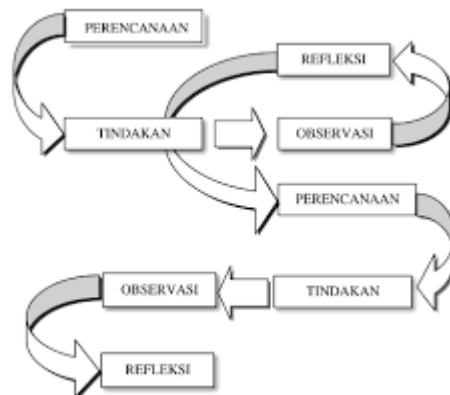 PERENCANAAN
REFLEKSI
TINDAKAN
OBSERVASI
PERENCANAAN
OBSERVASI
TINDAKAN
REFLEKSI